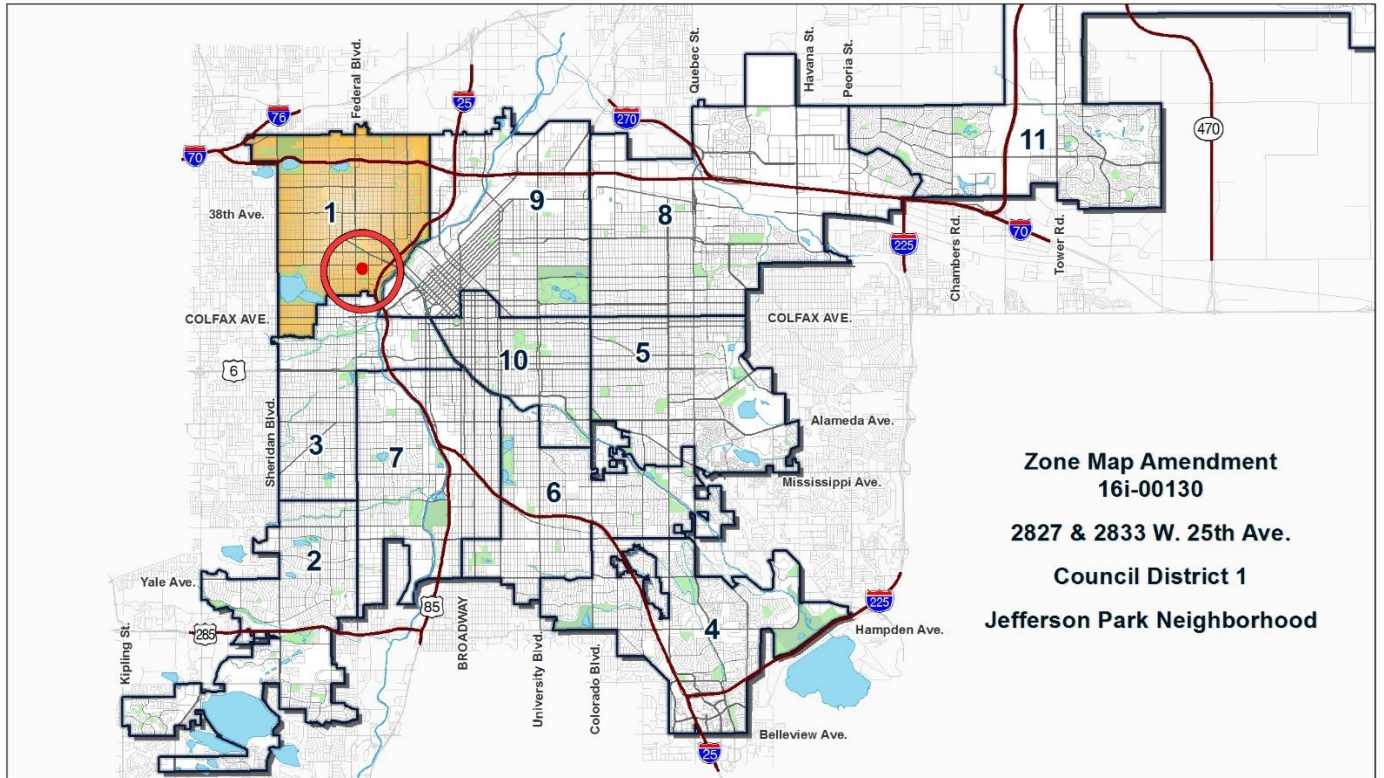 Federal Blvd.
Quebec St.
Havana St.
Peoria St.
76
25
270
470
70
11
9
1
8
38th Ave.
225
70
Chambers Rd.
Tower Rd.
COLFAX AVE.
COLFAX AVE.
6
10
5
Sheridan Blvd.
Alameda Ave.
3
7
Mississippi Ave.
6
Zone Map Amendment
16i-00130
2827 & 2833 W. 25th Ave.
Council District 1
Jefferson Park Neighborhood
2
Yale Ave.
85
225
285
Kipling St.
BROADWAY
University Blvd.
Colorado Blvd.
4
Hampden Ave.
Belleview Ave.
25